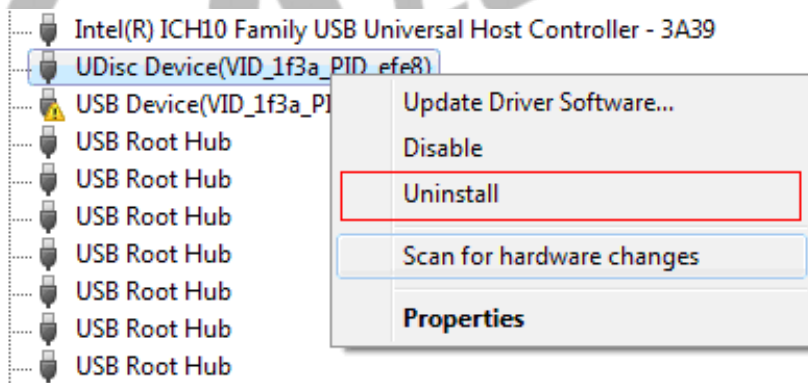 Intel(R) ICH10 Family USB Universal Host Controller - 3A39
UDisc Device(VID_1f3a_PID_efe8)
USB Device(VID_1f3a_PI
USB Root Hub
USB Root Hub
USB Root Hub
USB Root Hub
USB Root Hub
USB Root Hub
USB Root Hub
Update Driver Software...
Disable
Uninstall
Scan for hardware changes
Properties